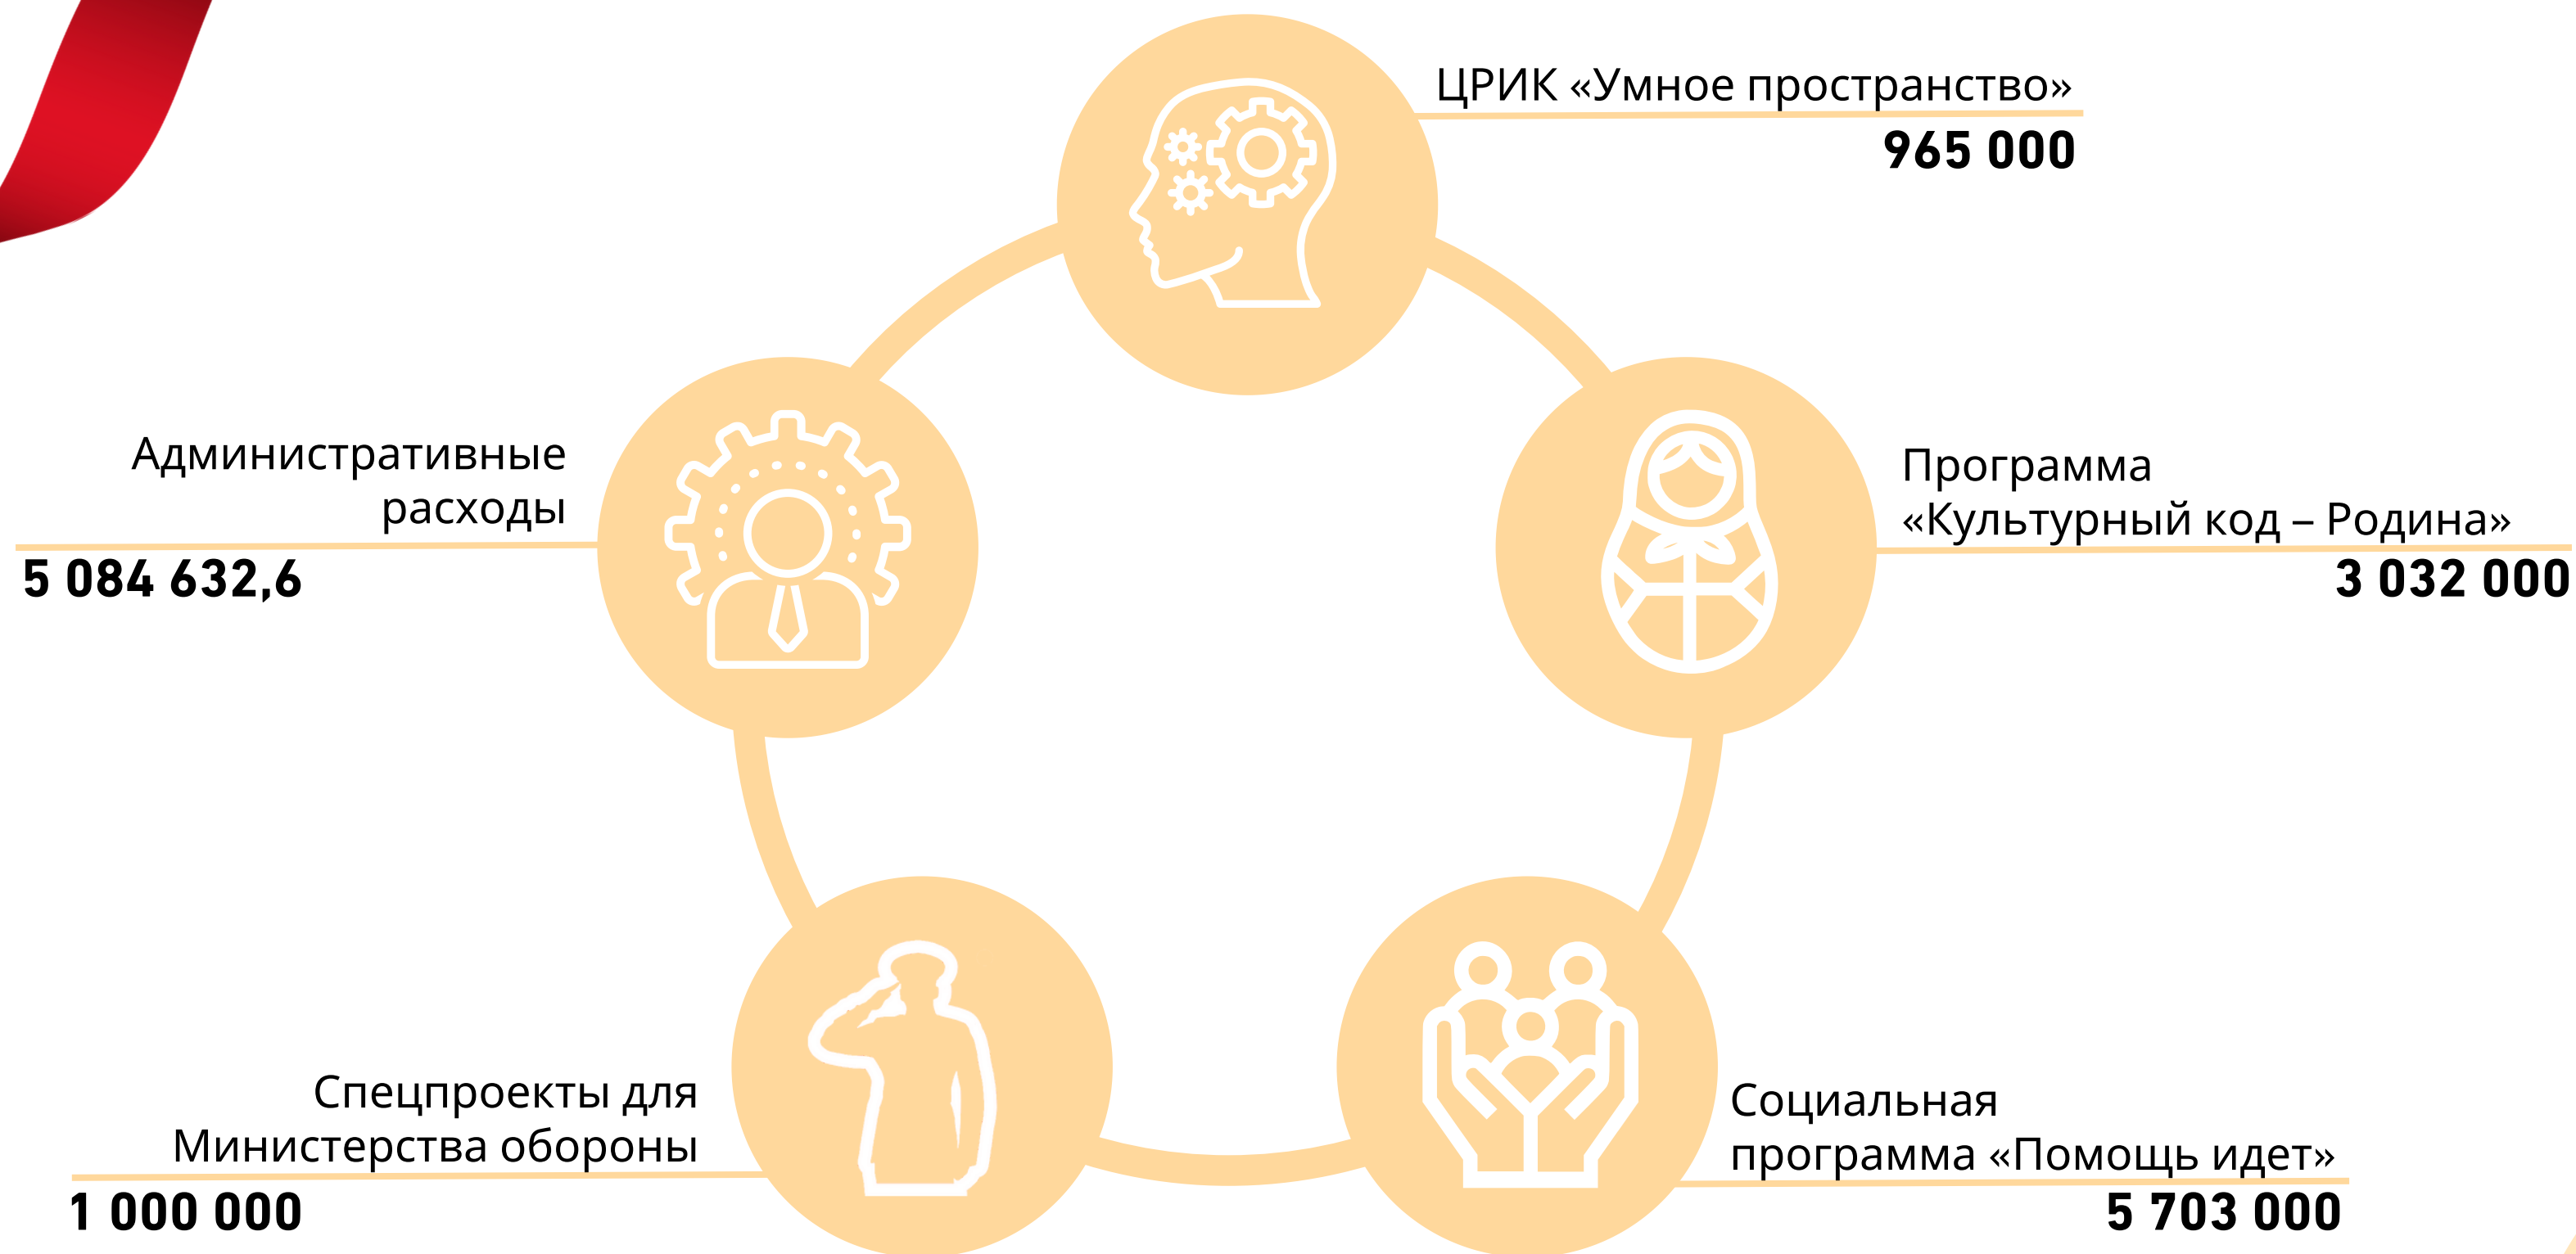 ЦРИК «Умное пространство»
965 000
Административные
расходы
5 084 632,6
Программа
«Культурный код – Родина»
3 032 000
Спецпроекты для
Министерства обороны
1 000 000
Социальная
программа «Помощь идет»
5 703 000